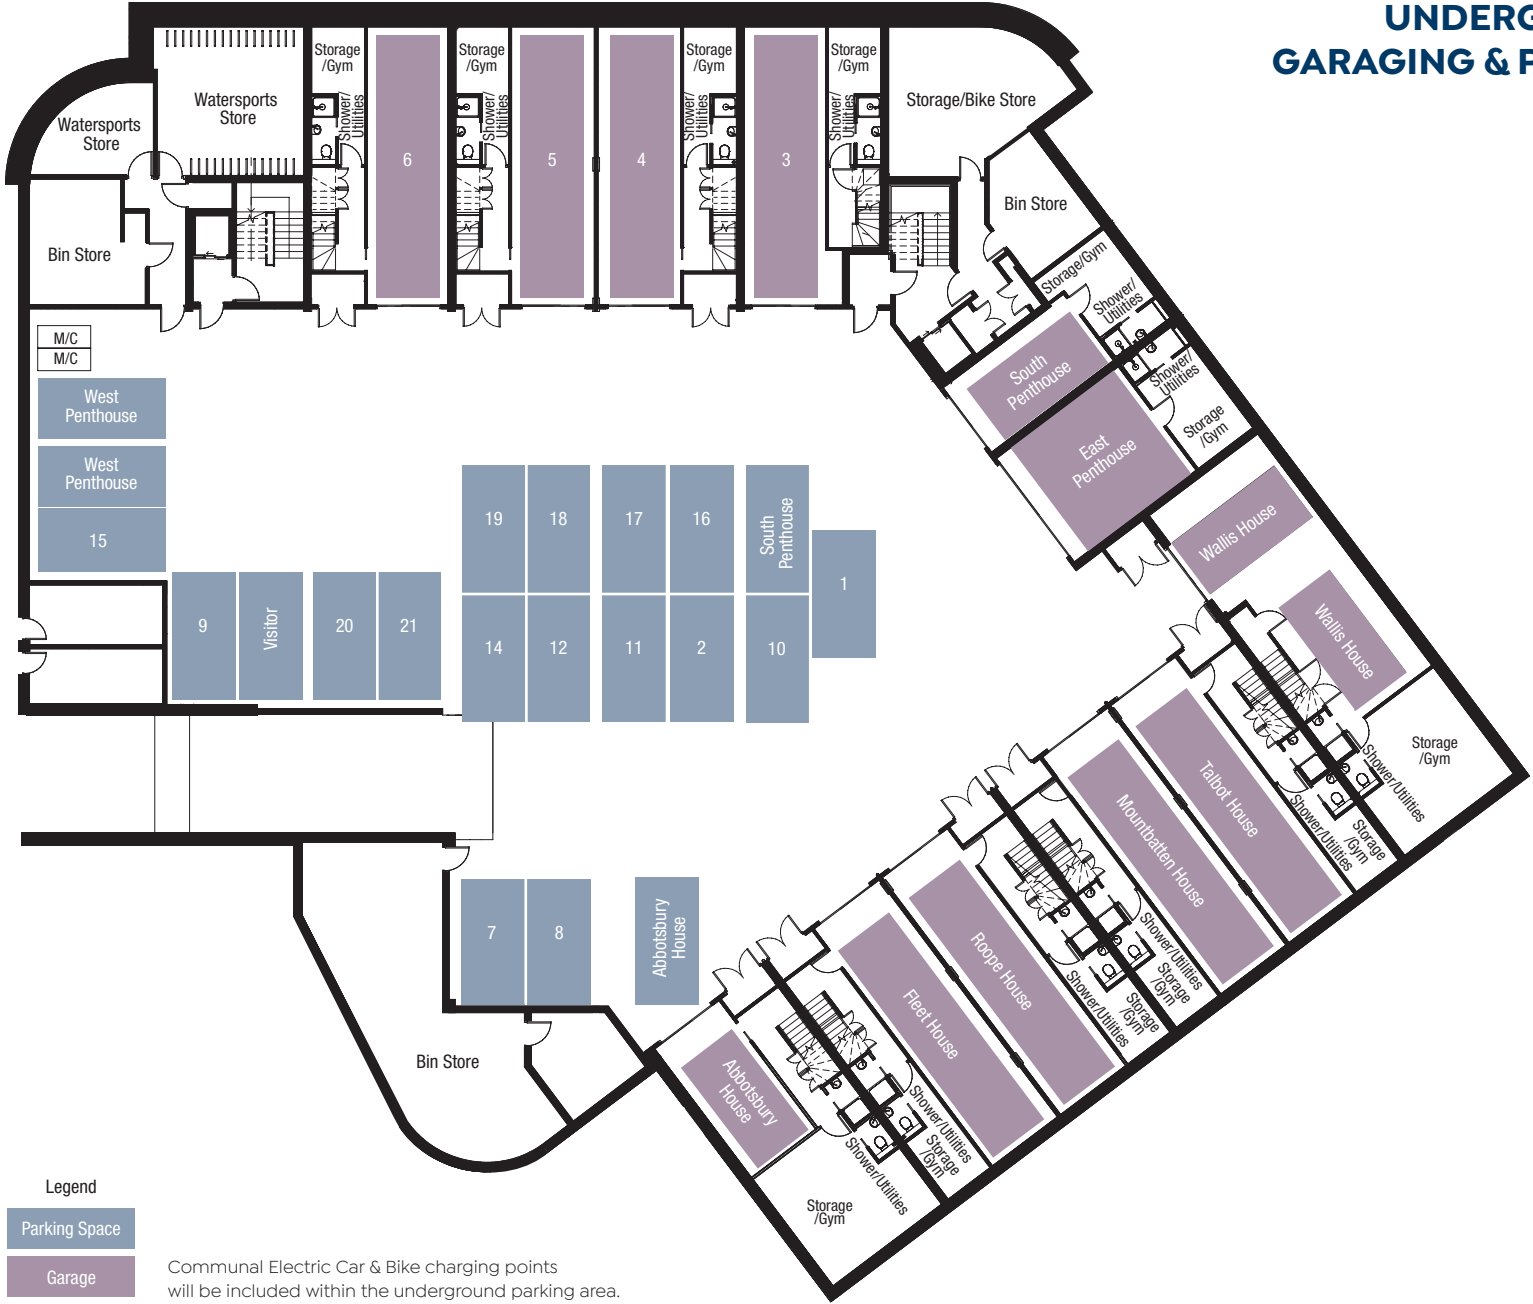 UNDERG
GARAGING & P
Storage
/Gym
Storage
/Gym
Storage
/Gym
Storage
/Gym
Watersports
Store
Watersports
Store
Shower/
Utilities
Shower/
Utilities
Shower/
Utilities
Shower/
Utilities
Storage/Bike Store
6
5
4
3
Bin Store
Bin Store
Storage/Gym
Shower/
Utilities
Shower/
Utilities
Storage
/Gym
M/C
M/C
South
Penthouse
East
Penthouse
West
Penthouse
West
Penthouse
15
19
18
17
16
South
Penthouse
1
9
Visitor
20
21
14
12
11
2
10
Wallis House
Wallis House
Storage
/Gym
Shower/Utilities
Talbot House
Shower/Utilities
Storage
/Gym
Mountbatten House
Shower/Utilities
Storage
/Gym
Roope House
Shower/Utilities
Storage
/Gym
Fleet House
Shower/Utilities
Storage
/Gym
7
8
Abbotsbury
House
Abbotsbury
House
Shower/Utilities
Storage
/Gym
Bin Store
Legend
Parking Space
Garage
Communal Electric Car & Bike charging points
will be included within the underground parking area.